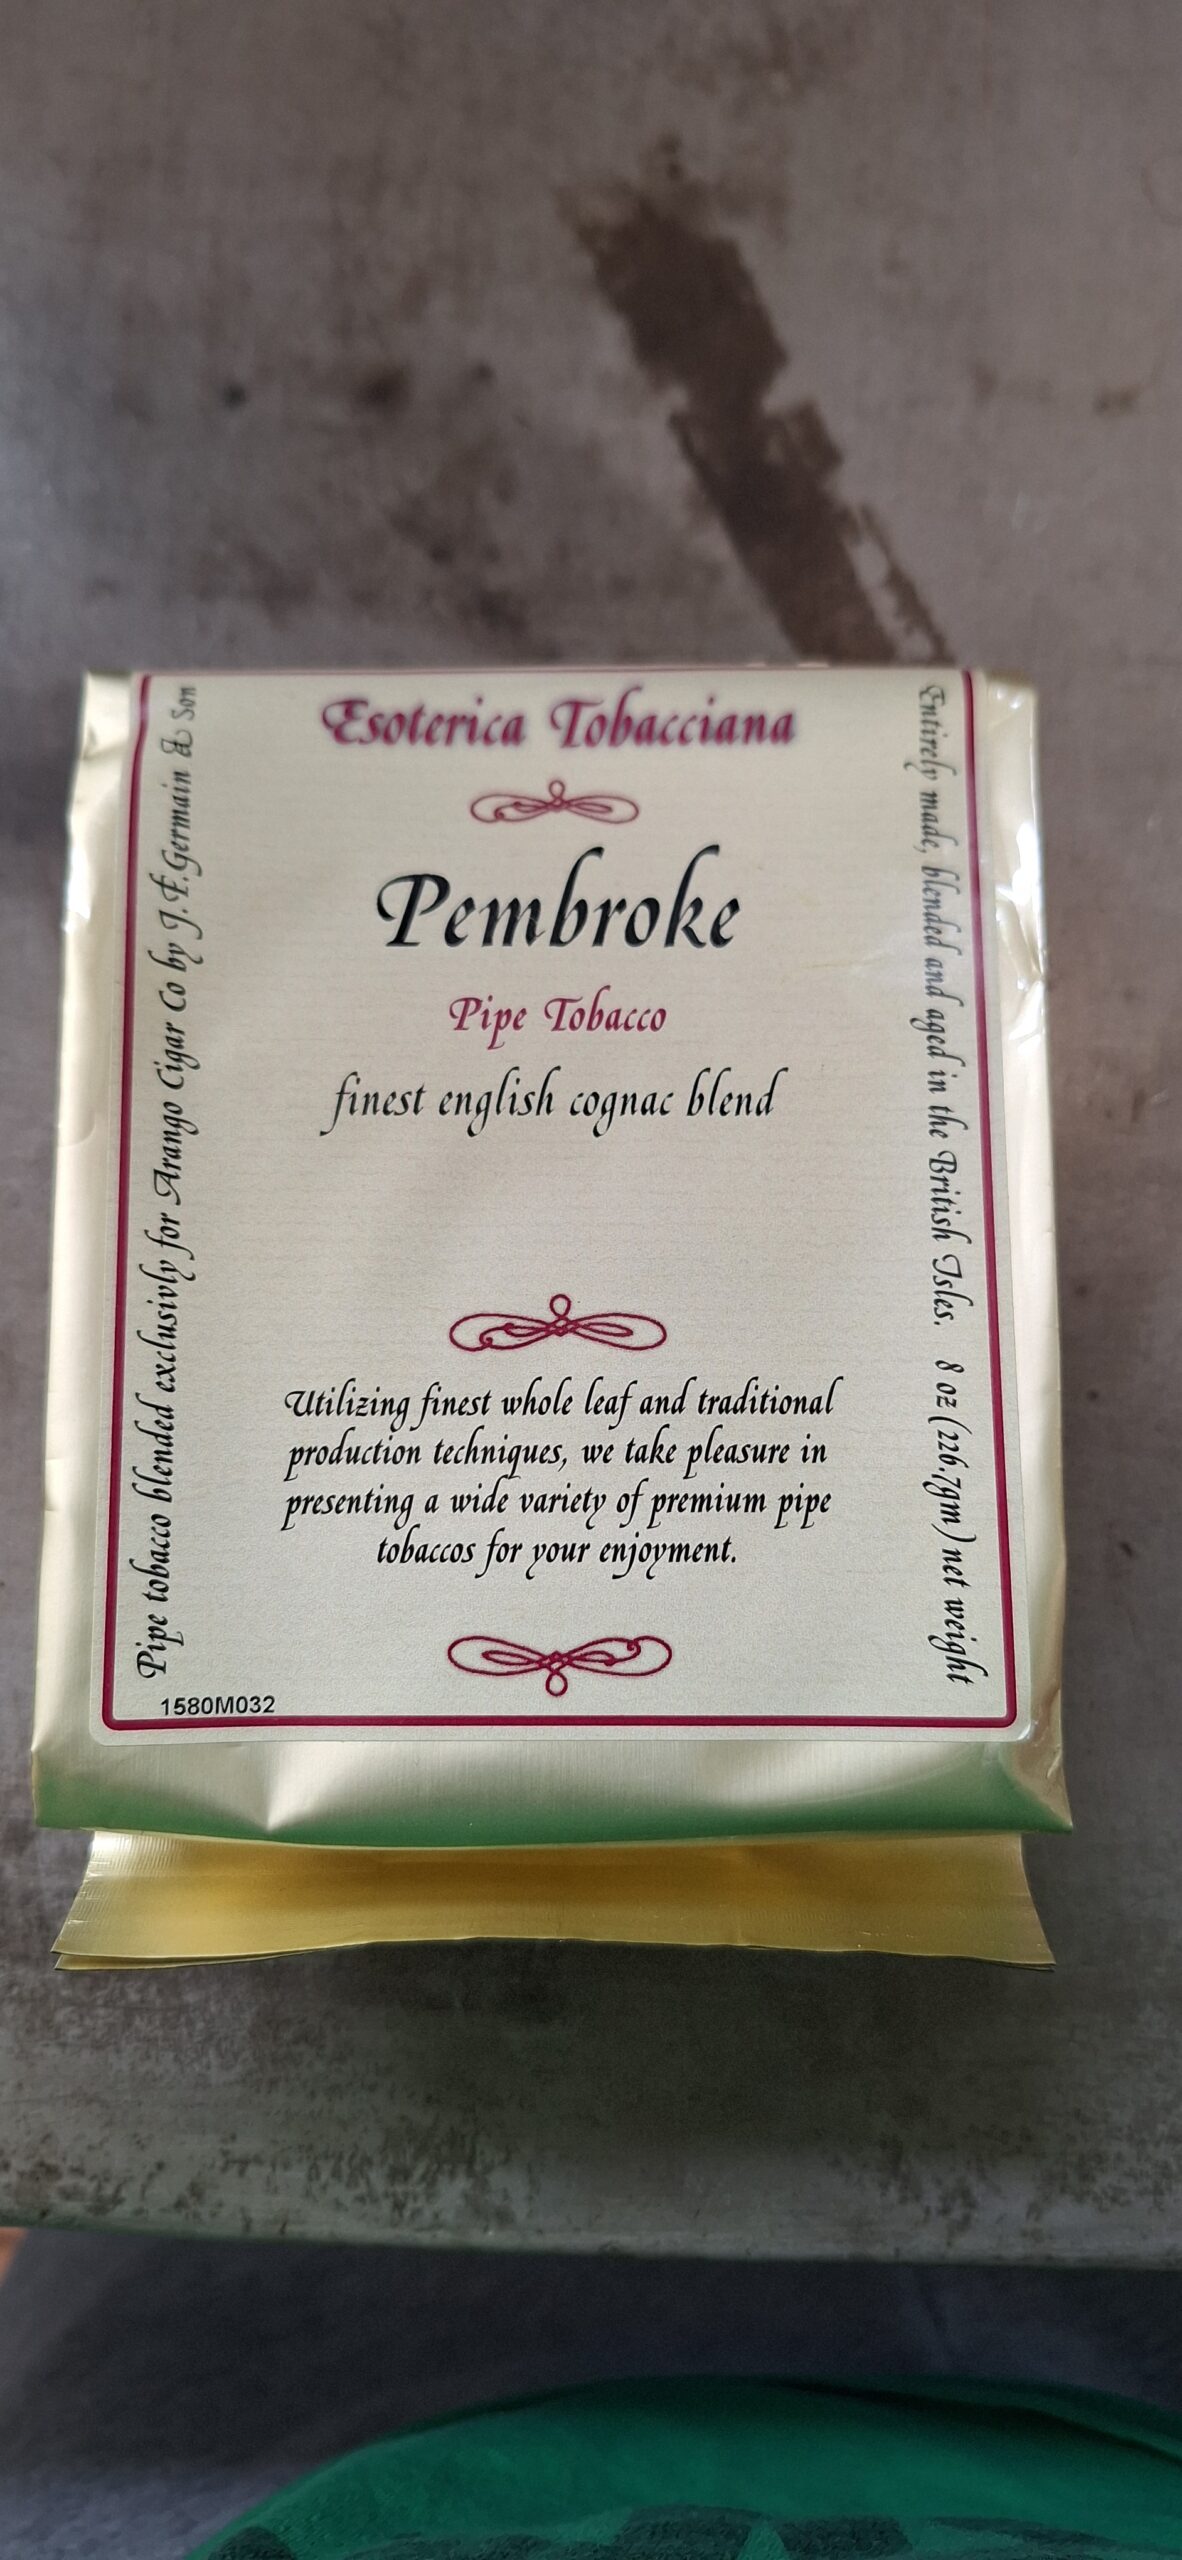 Esoterica Tobacciana
Pembroke
Pipe Tobacco
finest english cognac blend
Utilizing finest whole leaf and traditional
production techniques, we take pleasure in
presenting a wide variety of premium pipe
tobaccos for your enjoyment.
1580M032
Pipe tobacco blended exclusivly for Arango Cigar Co by J.F.Germain & Son
Entirely made, blended and aged in the British Isles. 8 oz (226.7gm) net weight